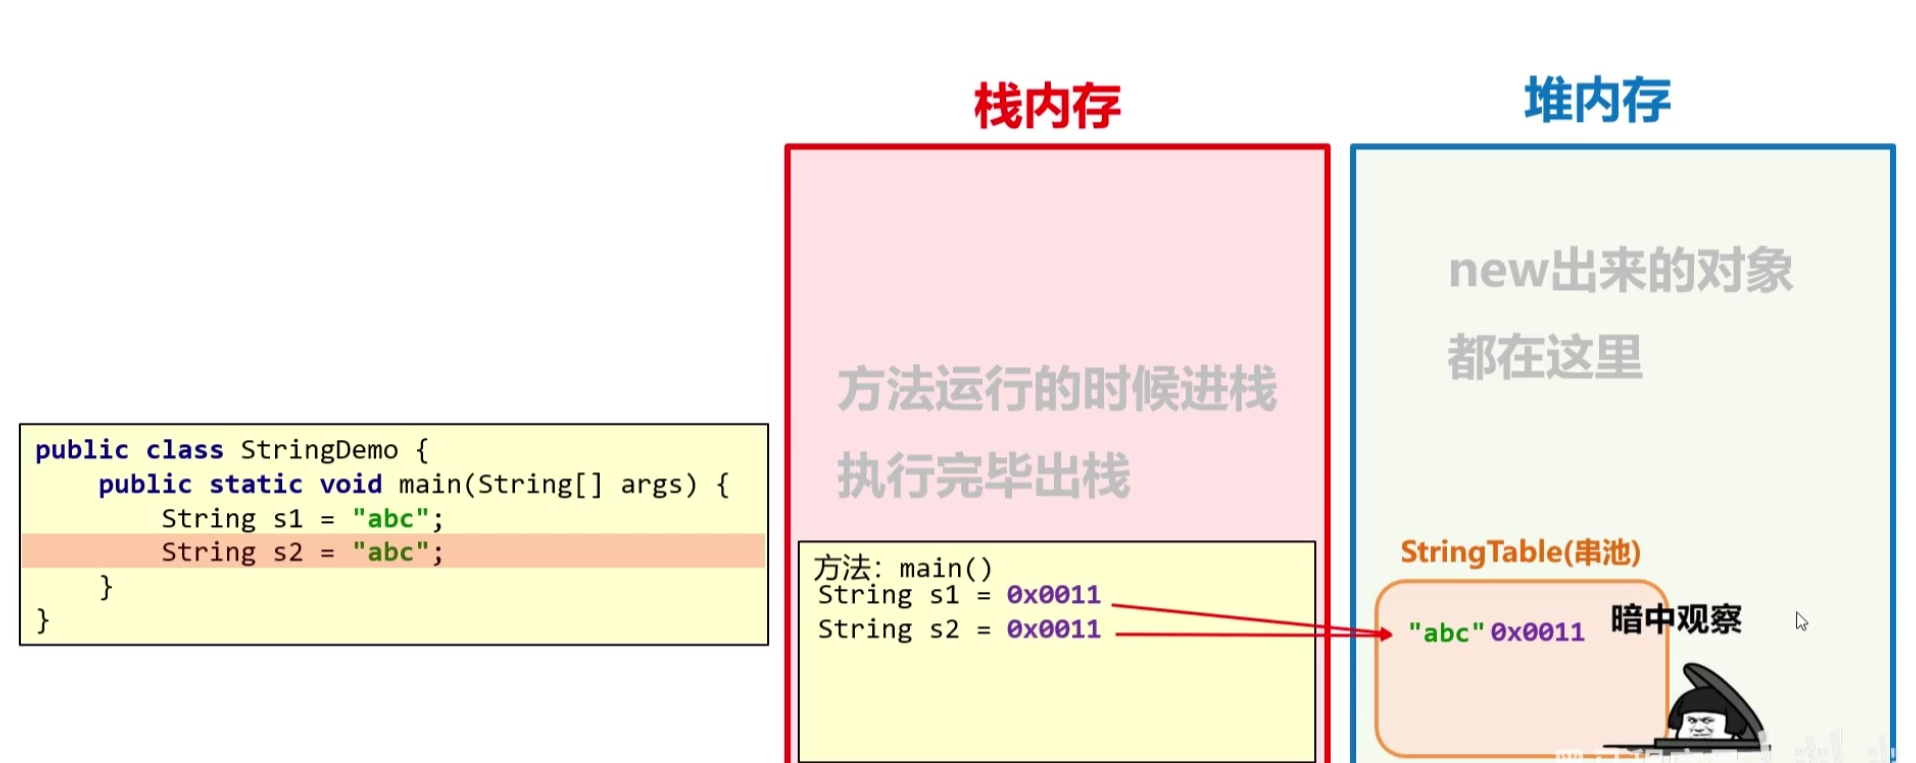 栈内存
堆内存
new出来的对象
都在这里
方法运行的时候进栈
执行完毕出栈
public class StringDemo {
    public static void main(String[] args) {
        String s1 = "abc";
        String s2 = "abc";
    }
}
方法：main()
String s1 = 0x0011
String s2 = 0x0011
StringTable(串池)
"abc" 0x0011
暗中观察